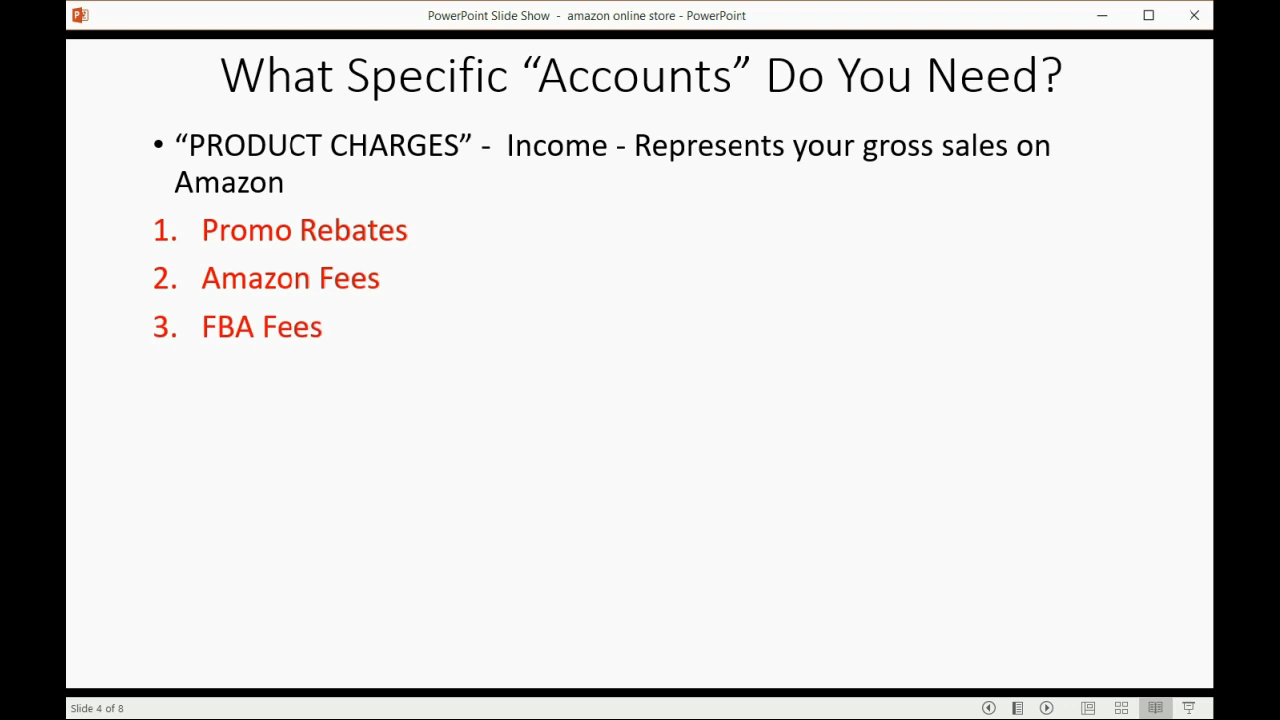 PowerPoint Slide Show - amazon online store - PowerPoint
What Specific “Accounts” Do You Need?
• “PRODUCT CHARGES” - Income - Represents your gross sales on
Amazon
1. Promo Rebates
2. Amazon Fees
3. FBA Fees
Slide 4 of 8